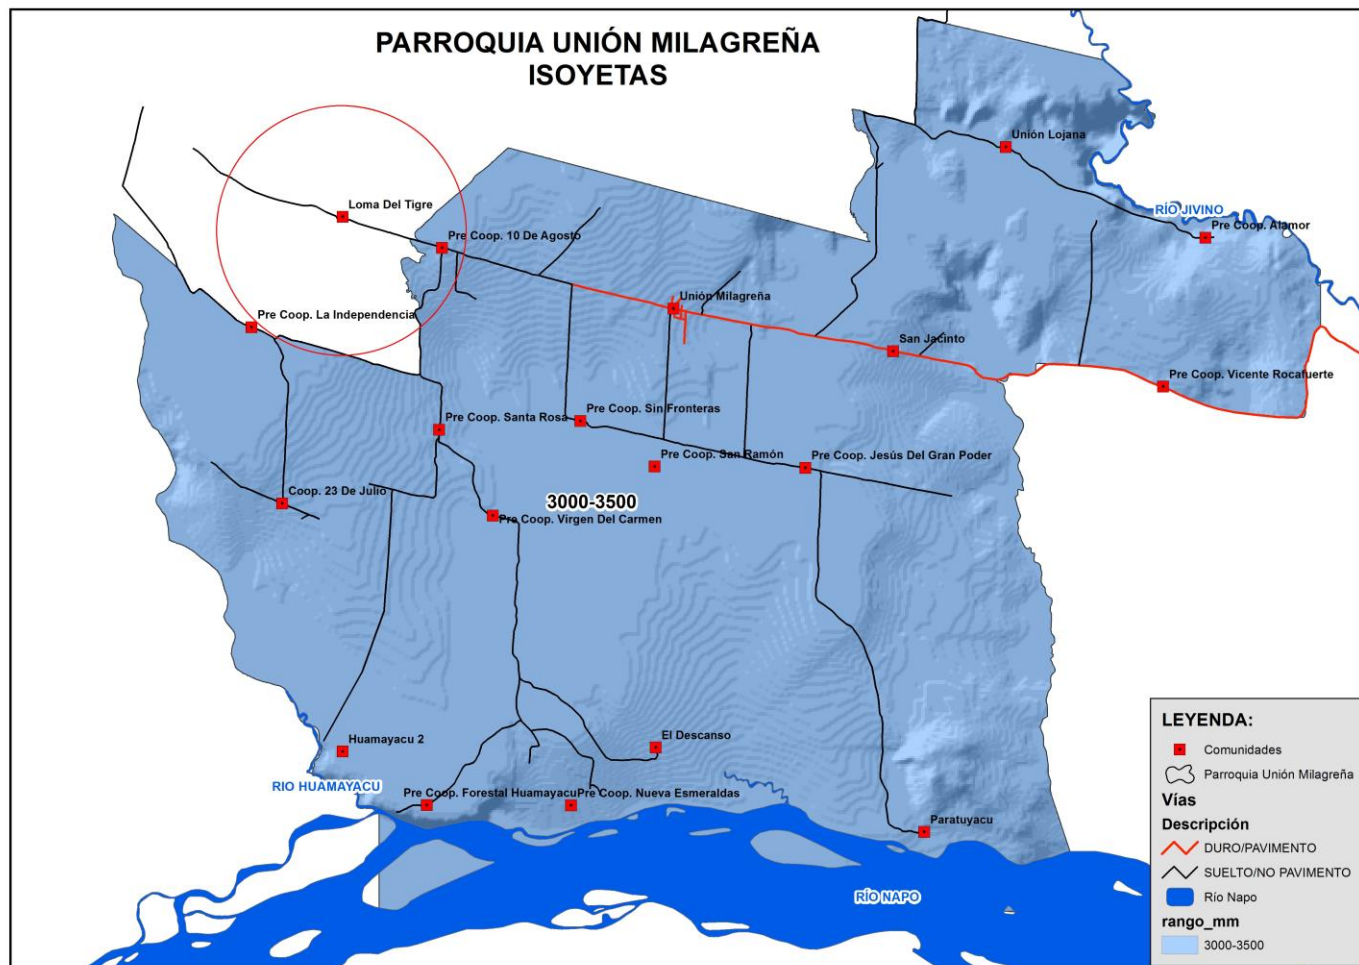 PARROQUIA UNIÓN MILAGREÑA
ISOYETAS
Unión Lojana
Loma Del Tigre
RÍO JIVINO
Pre Coop. 10 De Agosto
Pre Coop. Alamor
Unión Milagreña
Pre Coop. La Independencia
San Jacinto
Pre Coop. Vicente Rocafuerte
Pre Coop. Sin Fronteras
Pre Coop. Santa Rosa
Pre Coop. San Ramón
Pre Coop. Jesús Del Gran Poder
Coop. 23 De Julio
3000-3500
Pre Coop. Virgen Del Carmen
Huamayacu 2
El Descanso
RIO HUAMAYACU
Pre Coop. Forestal Huamayacu
Pre Coop. Nueva Esmeraldas
Paratuyacu
RÍO NAPO
LEYENDA:
Comunidades
Parroquia Unión Milagreña
Vías
Descripción
DURO/PAVIMENTO
SUELTO/NO PAVIMENTO
Río Napo
rango_mm
3000-3500